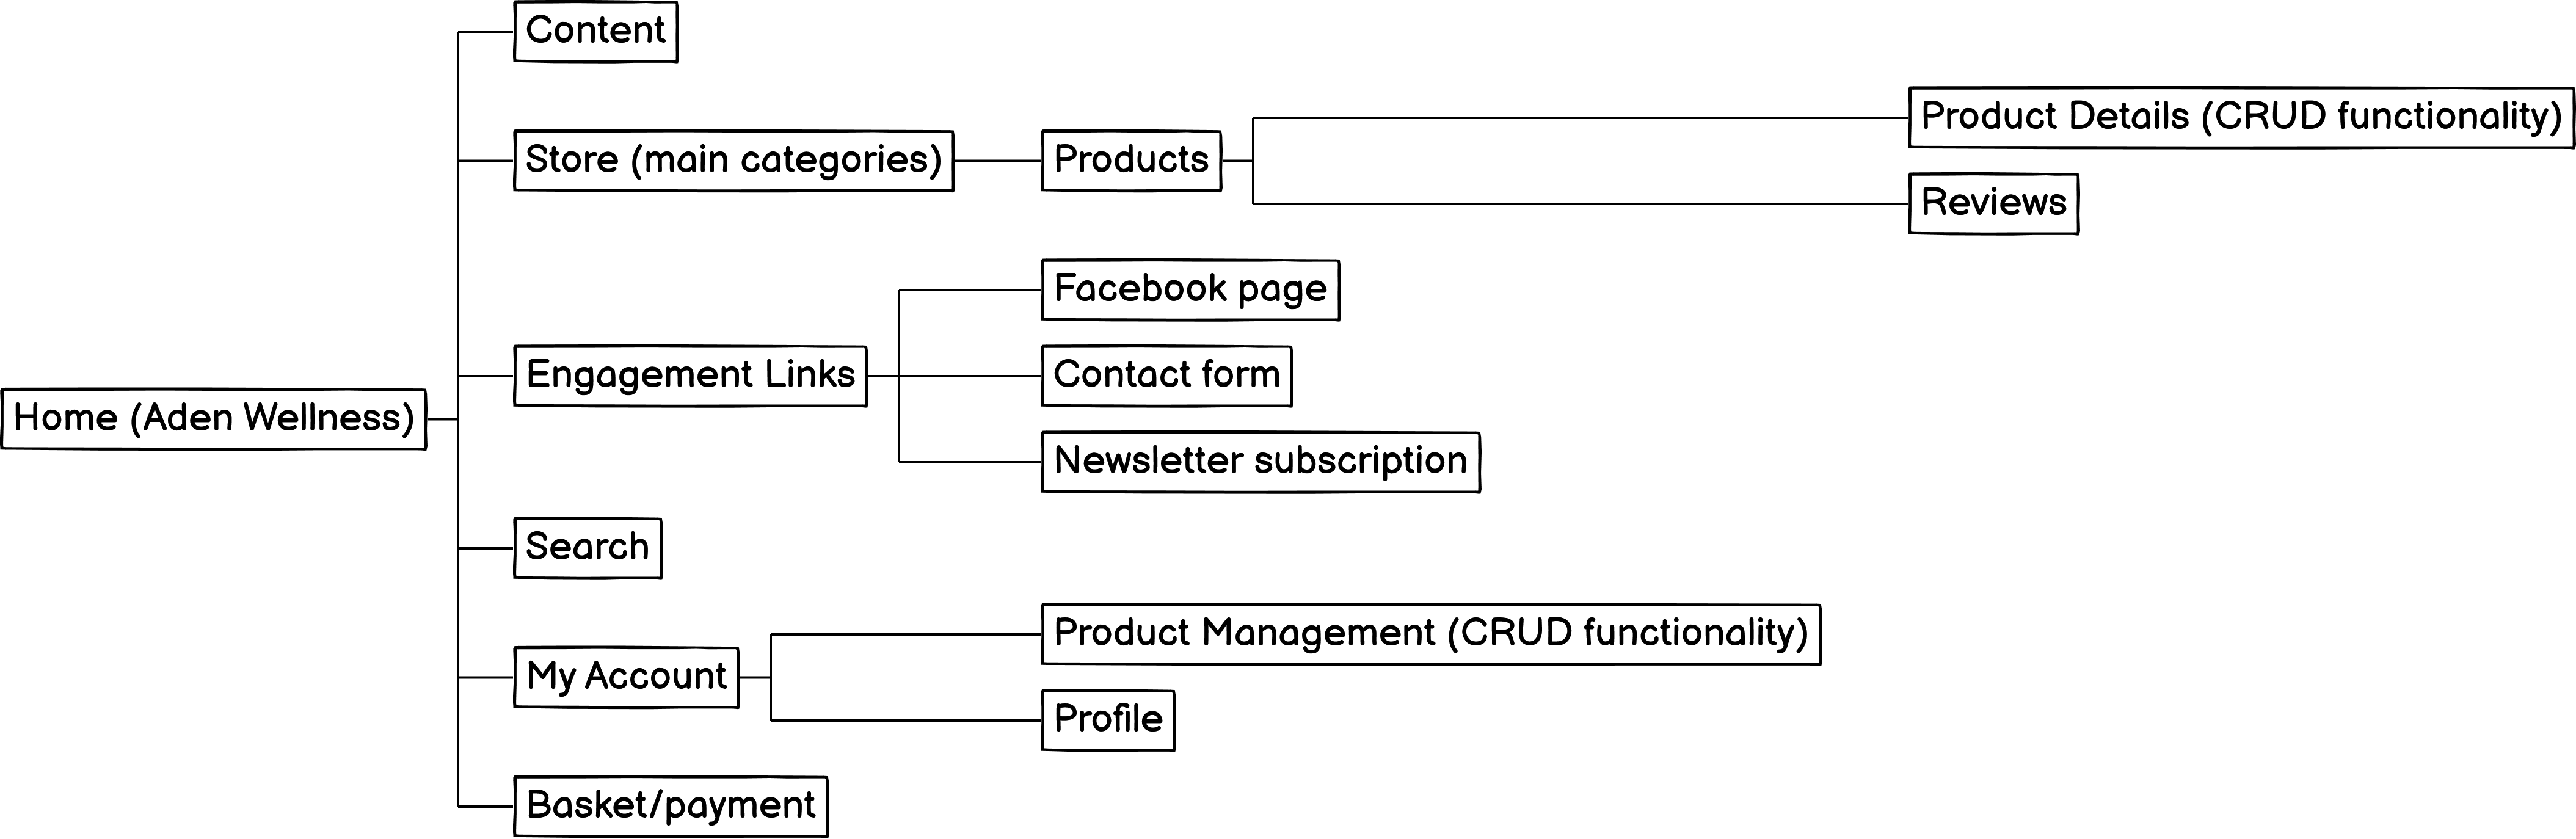 Content
Store (main categories)
Products
Product Details (CRUD functionality)
Reviews
Facebook page
Engagement Links
Contact form
Home (Aden Wellness)
Newsletter subscription
Search
Product Management (CRUD functionality)
My Account
Profile
Basket/payment